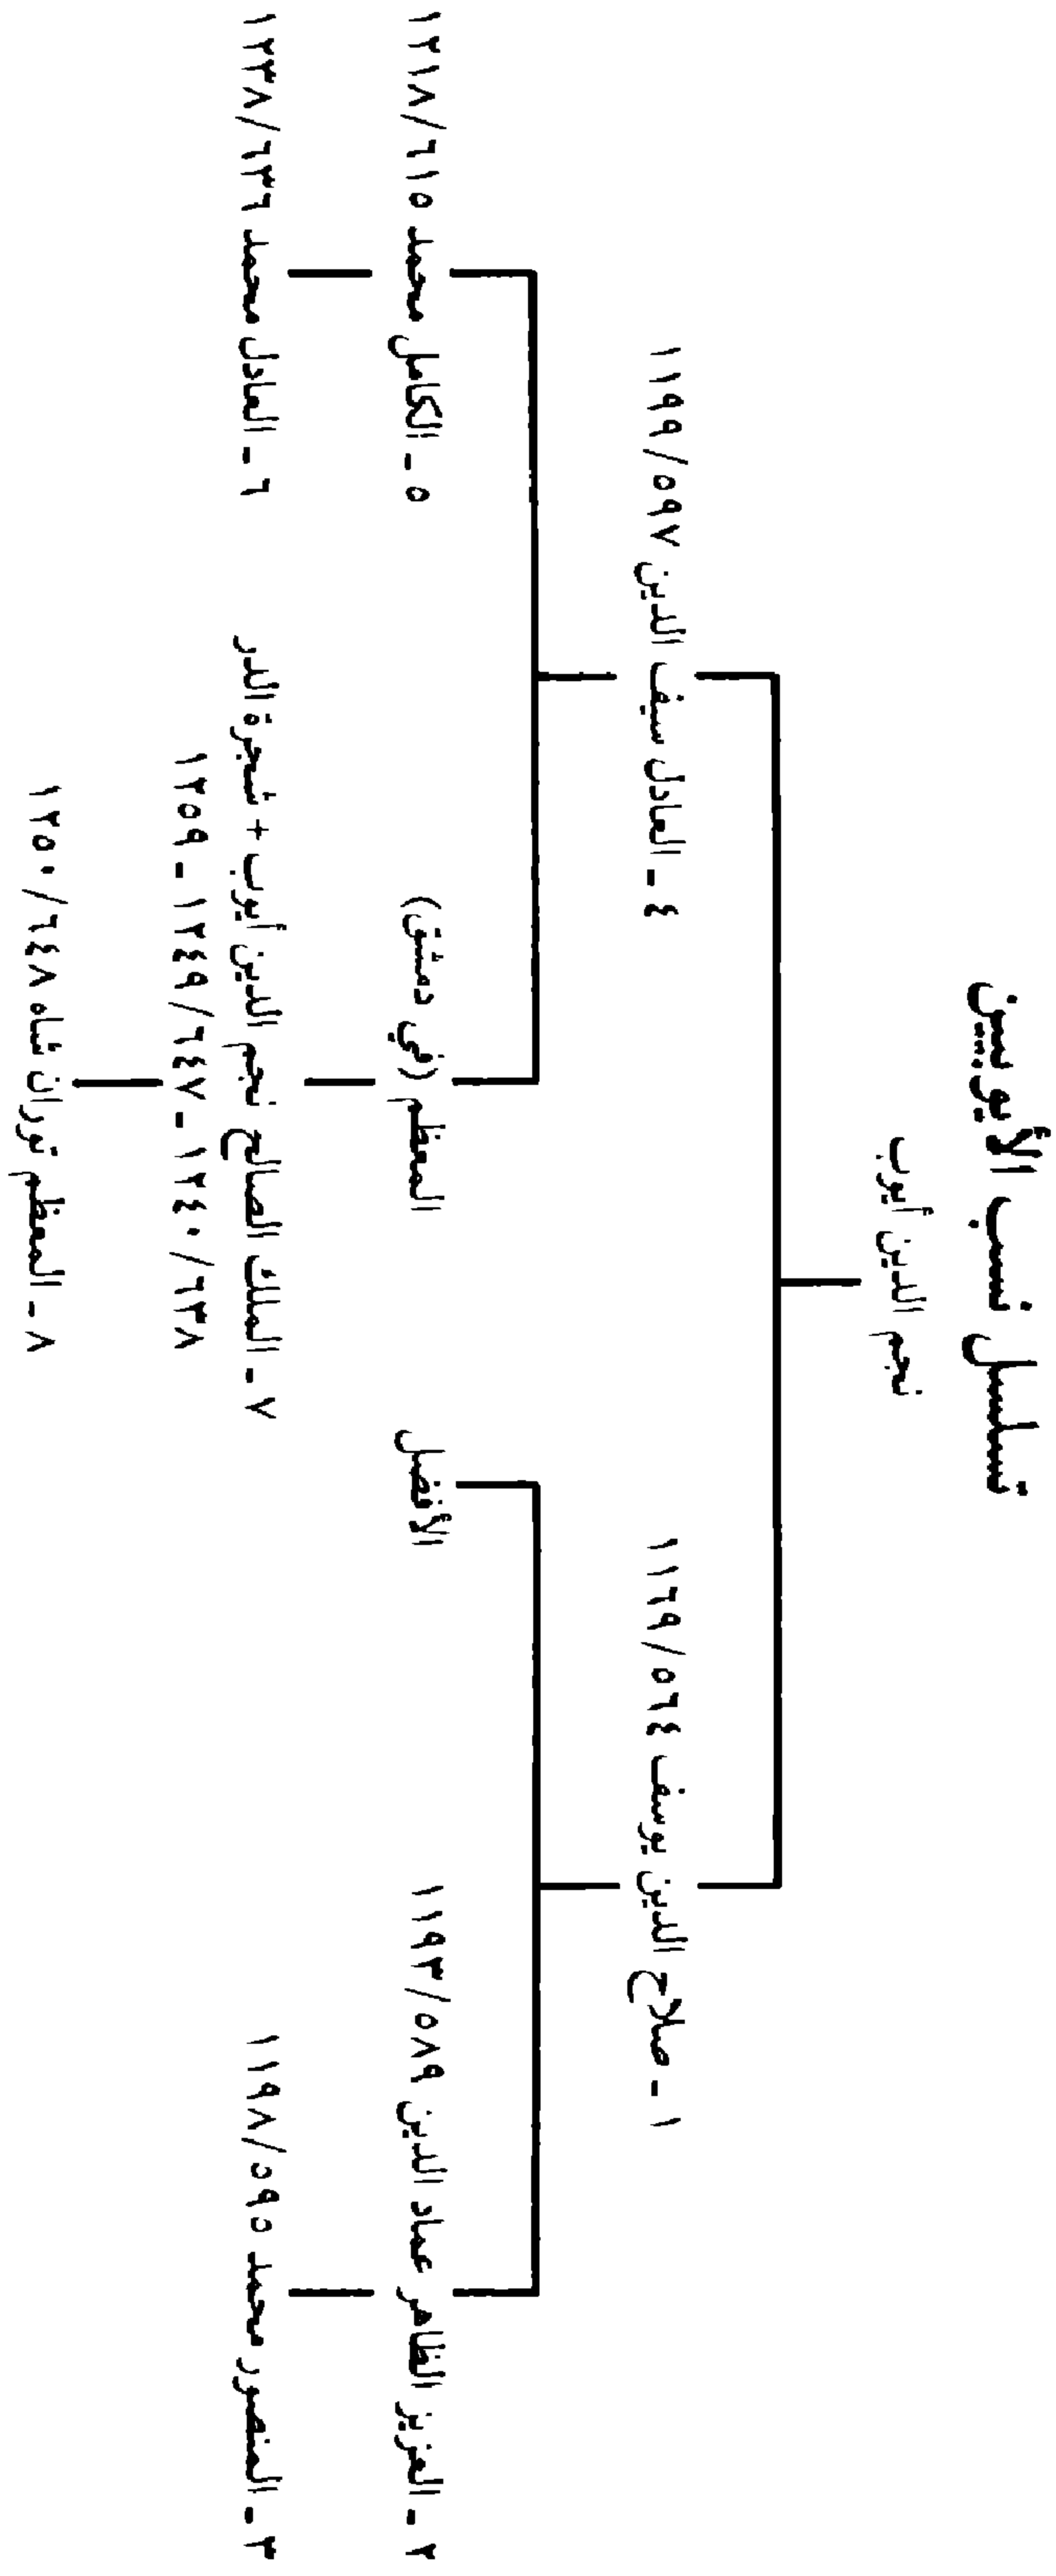 تسلسل نسب الأيوبيين
نجم الدين أيوب
١ - صلاح الدين يوسف ٥٦٤/١١٦٩
٤ - العادل سيف الدين ٥٩٧/١١٩٩
٢ - العزيز الظاهر عماد الدين ٥٨٩/١١٩٣
الأفضل
المعظم (في دمشق)
٥ - الكامل محمد ٦١٥/١٢١٨
٣ - المنصور محمد ٥٩٥/١١٩٨
٧ - الملك الصالح نجم الدين أيوب + شجرة الدر
٦٣٨/١٢٤٠ - ٦٤٧/١٢٤٩ - ١٢٥٩
٦ - العادل محمد ٦٣٦/١٢٣٨
٨ - المعظم توران شاه ٦٤٨/١٢٥٠